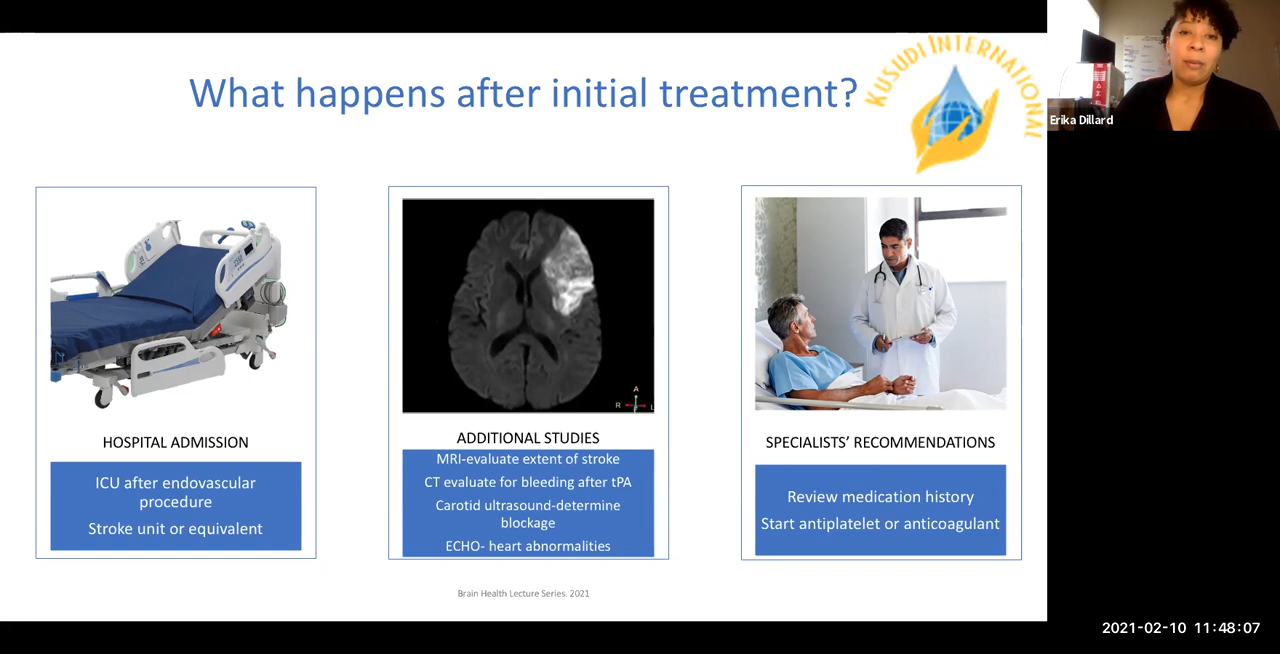 What happens after initial treatment?
KUSUDI INTERNATIONAL
Erika Dillard
A
R
L
HOSPITAL ADMISSION
ICU after endovascular
procedure
Stroke unit or equivalent
ADDITIONAL STUDIES
MRI-evaluate extent of stroke
CT evaluate for bleeding after tPA
Carotid ultrasound-determine
blockage
ECHO- heart abnormalities
SPECIALISTS’ RECOMMENDATIONS
Review medication history
Start antiplatelet or anticoagulant
Brain Health Lecture Series. 2021
2021-02-10 11:48:07